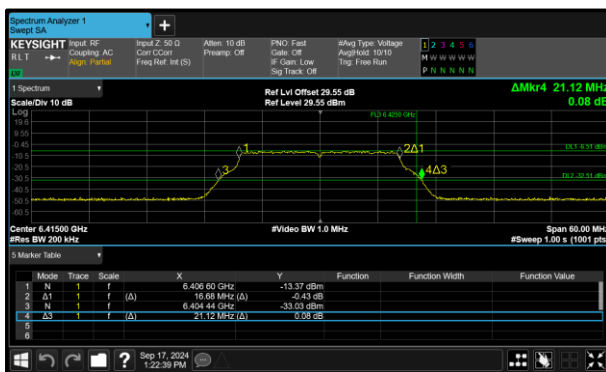 Spectrum Analyzer 1
Swept SA
KEYSIGHT Input: RF Input Z: 50 Ω Atten: 10 dB PNO: Fast #Avg Type: Voltage 1 2 3 4 5 6
R L T Coupling: AC Corr CCorr Preamp: Off Gate: Off Avg|Hold: 10/10 M W W W W W
Align: Partial Freq Ref: Int (S) IF Gain: Low Trig: Free Run P N N N N N
Sig Track: Off
1 Spectrum Ref Lvl Offset 29.55 dB ΔMkr4 21.12 MHz
Scale/Div 10 dB Ref Level 29.55 dBm 0.08 dB
Log
19.6 FLD 6.4250 GHz
9.55
-0.45 1 2Δ1 DL1 -6.51 dBm
-10.5
-20.5 3 4Δ3
-30.5 DL2 -32.51 dBm
-40.5
-50.5
-60.5
Center 6.41500 GHz #Video BW 1.0 MHz Span 60.00 MHz
#Res BW 200 kHz #Sweep 1.00 s (1001 pts)
5 Marker Table
Mode Trace Scale X Y Function Function Width Function Value
1 N 1 f 6.406 60 GHz -13.37 dBm
2 Δ1 1 f (Δ) 16.68 MHz (Δ) -0.43 dB
3 N 1 f 6.404 44 GHz -33.03 dBm
4 Δ3 1 f (Δ) 21.12 MHz (Δ) 0.08 dB
5
6
Sep 17, 2024
1:22:39 PM